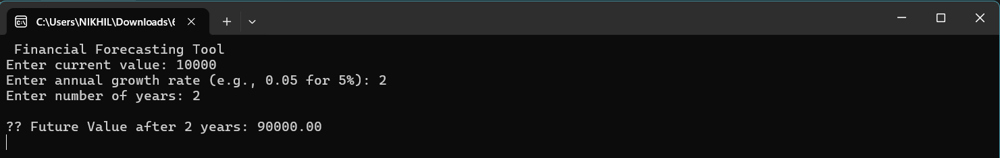 C:\Users\NIKHIL\Downloads\6
Financial Forecasting Tool
Enter current value: 10000
Enter annual growth rate (e.g., 0.05 for 5%): 2
Enter number of years: 2
?? Future Value after 2 years: 90000.00